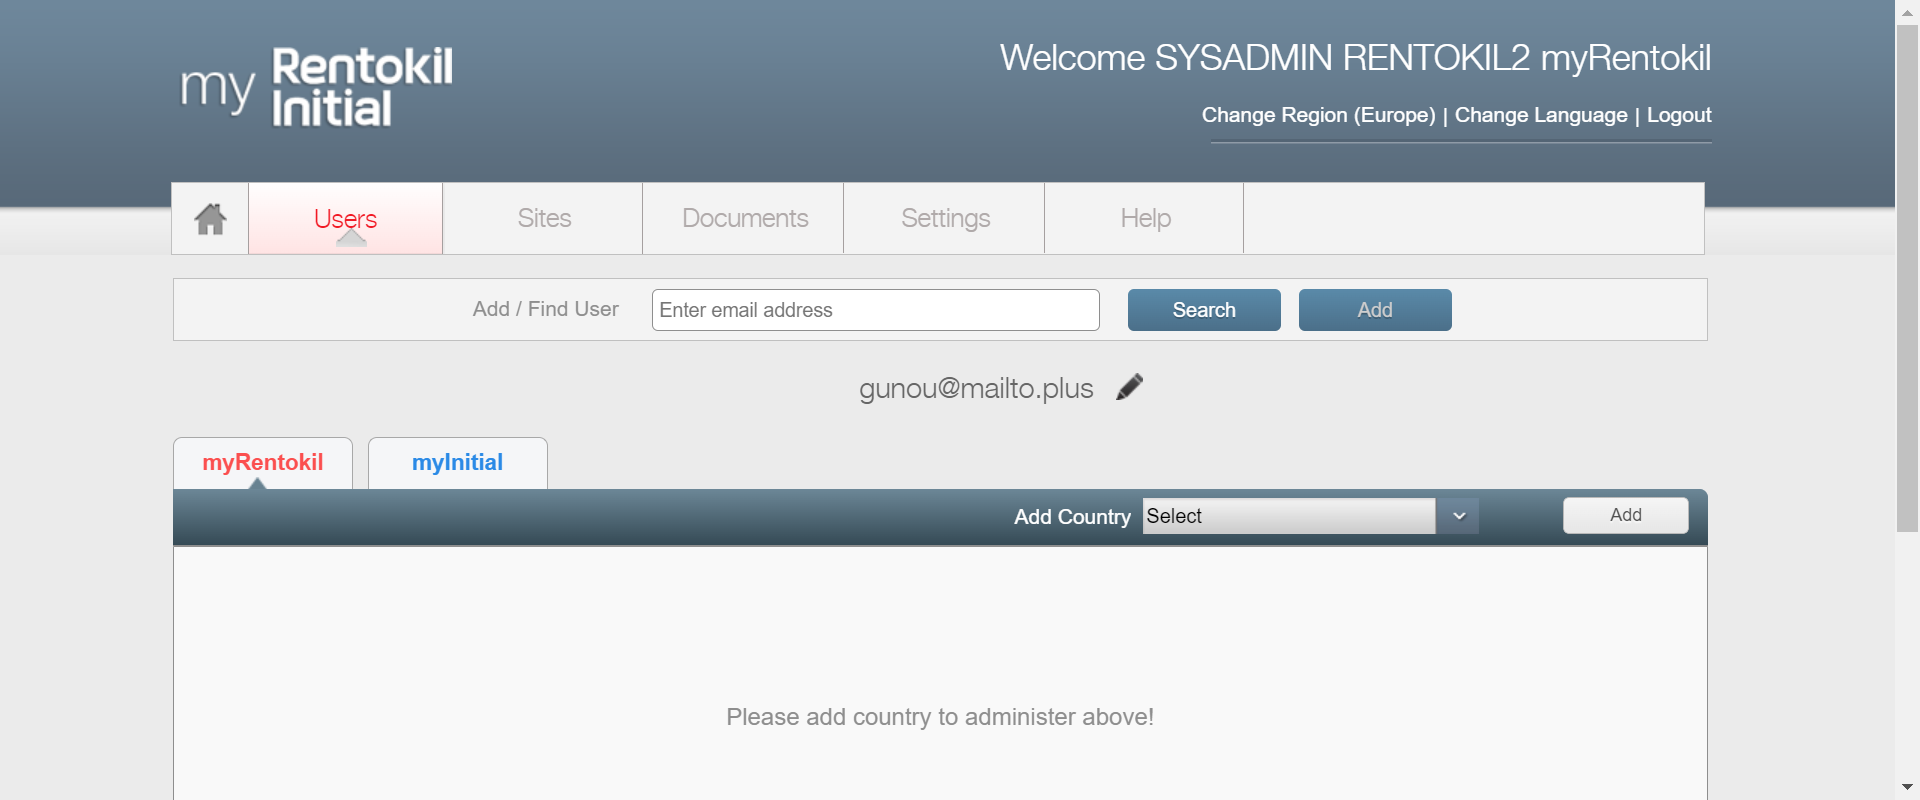 my Rentokil Initial
Welcome SYSADMIN RENTOKIL2 myRentokil
Change Region (Europe) | Change Language | Logout
Users Sites Documents Settings Help
Add / Find User Enter email address Search Add
gunou@mailto.plus
myRentokil myInitial
Add Country Select Add
Please add country to administer above!